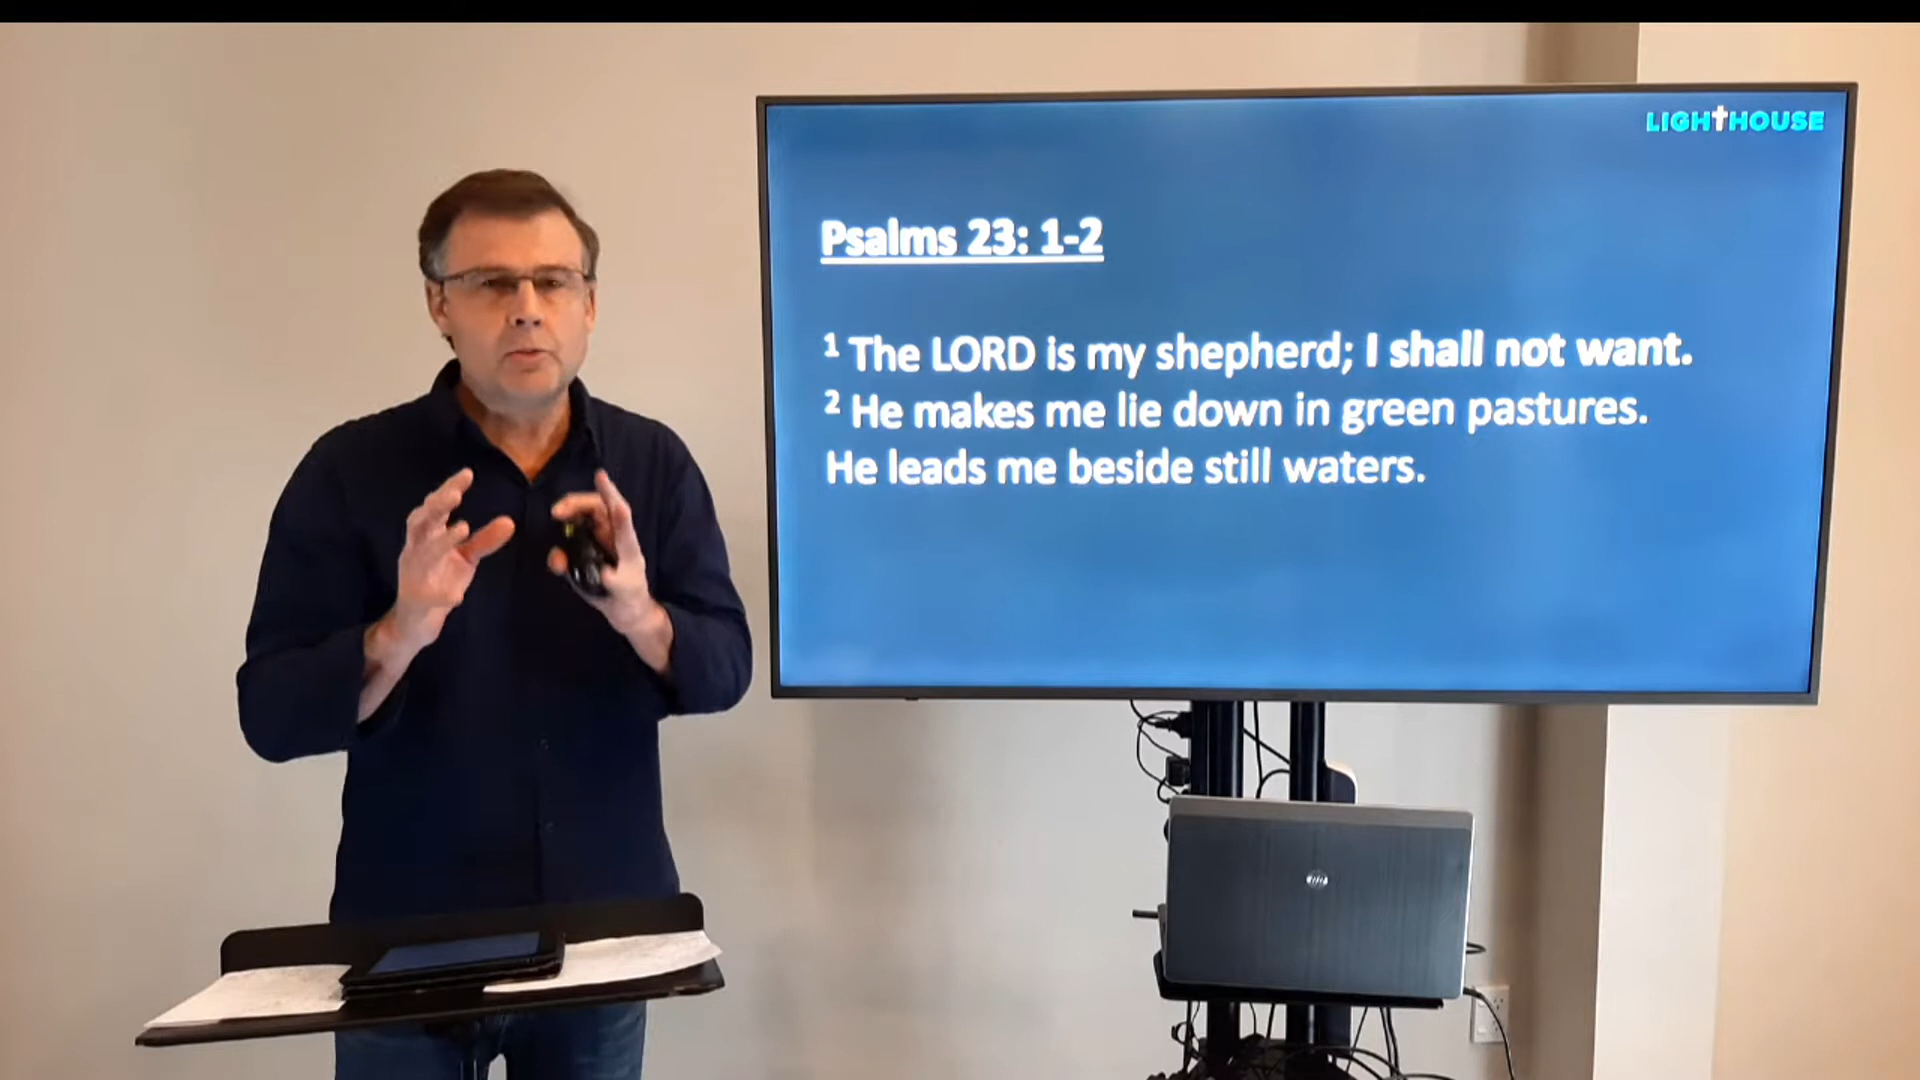 LIGHTHOUSE
Psalms 23: 1-2
¹ The LORD is my shepherd; I shall not want.
² He makes me lie down in green pastures.
He leads me beside still waters.
hp